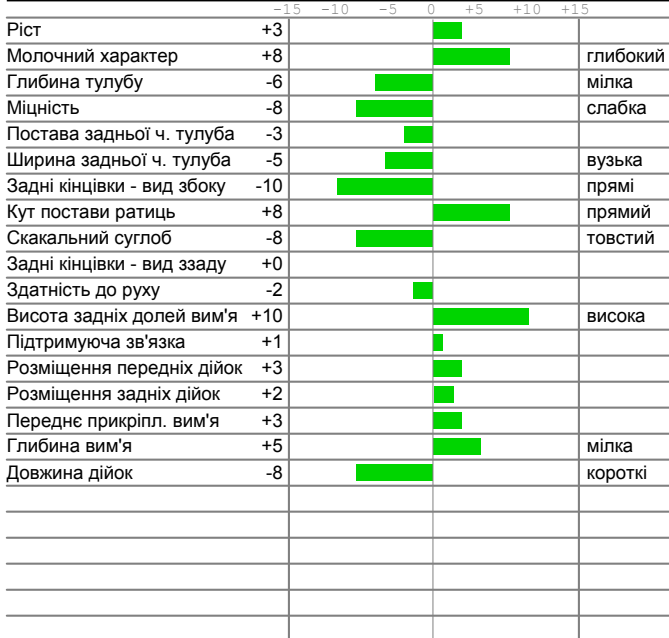 -15 -10 -5 0 +5 +10 +15
Ріст +3
Молочний характер +8 глибокий
Глибина тулубу -6 мілка
Міцність -8 слабка
Постава задньої ч. тулуба -3
Ширина задньої ч. тулуба -5 вузька
Задні кінцівки - вид збоку -10 прямі
Кут постави ратиць +8 прямий
Скакальний суглоб -8 товстий
Задні кінцівки - вид ззаду +0
Здатність до руху -2
Висота задніх долей вим'я +10 висока
Підтримуюча зв'язка +1
Розміщення передніх дійок +3
Розміщення задніх дійок +2
Переднє прикріпл. вим'я +3
Глибина вим'я +5 мілка
Довжина дійок -8 короткі